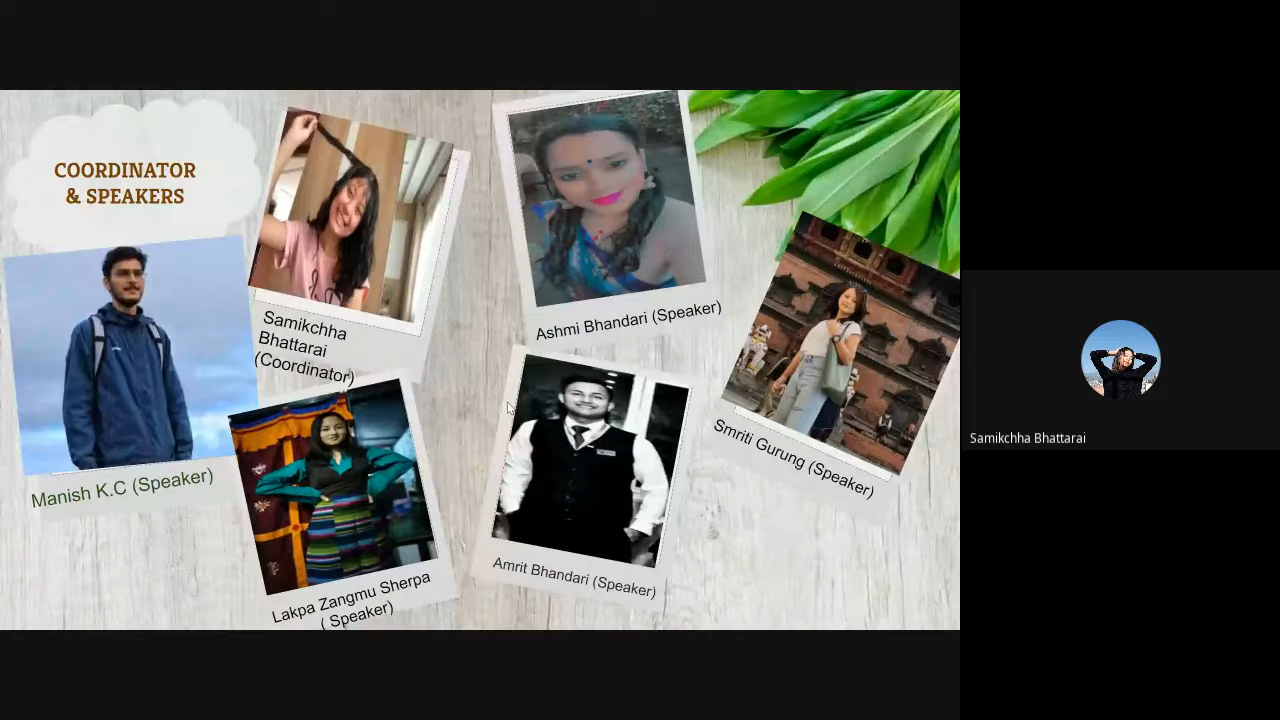 COORDINATOR
& SPEAKERS
Samikchha
Bhattarai
(Coordinator)
Ashmi Bhandari (Speaker)
Smriti Gurung (Speaker)
Manish K.C (Speaker)
Amrit Bhandari (Speaker)
Lakpa Zangmu Sherpa
( Speaker)
Samikchha Bhattarai